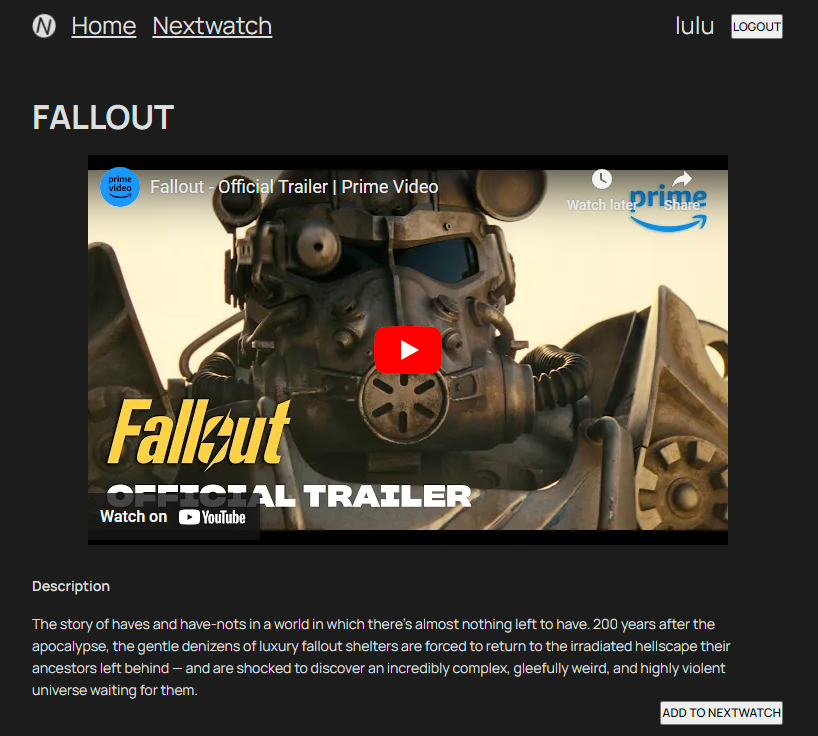 N Home Nextwatch lulu LOGOUT
FALLOUT
prime video Fallout - Official Trailer | Prime Video
Watch later Share
prime
Fallout
OFFICIAL TRAILER
Watch on YouTube
Description
The story of haves and have-nots in a world in which there's almost nothing left to have. 200 years after the
apocalypse, the gentle denizens of luxury fallout shelters are forced to return to the irradiated hellscape their
ancestors left behind — and are shocked to discover an incredibly complex, gleefully weird, and highly violent
universe waiting for them.
ADD TO NEXTWATCH